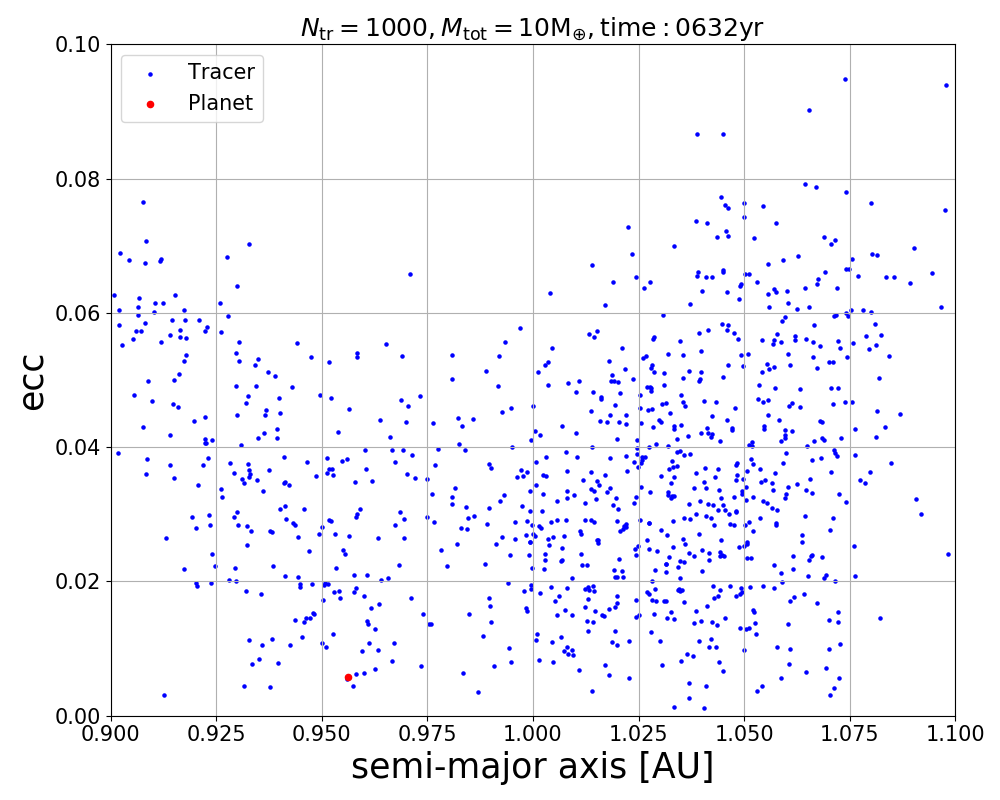 N_tr = 1000, M_tot = 10M_⊕, time : 0632yr
Tracer
Planet
ecc
0.10
0.08
0.06
0.04
0.02
0.00
0.900 0.925 0.950 0.975 1.000 1.025 1.050 1.075 1.100
semi-major axis [AU]